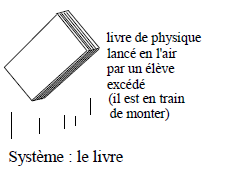 livre de physique
lancé en l'air
par un élève
excédé
(il est en train
de monter)
Système : le livre